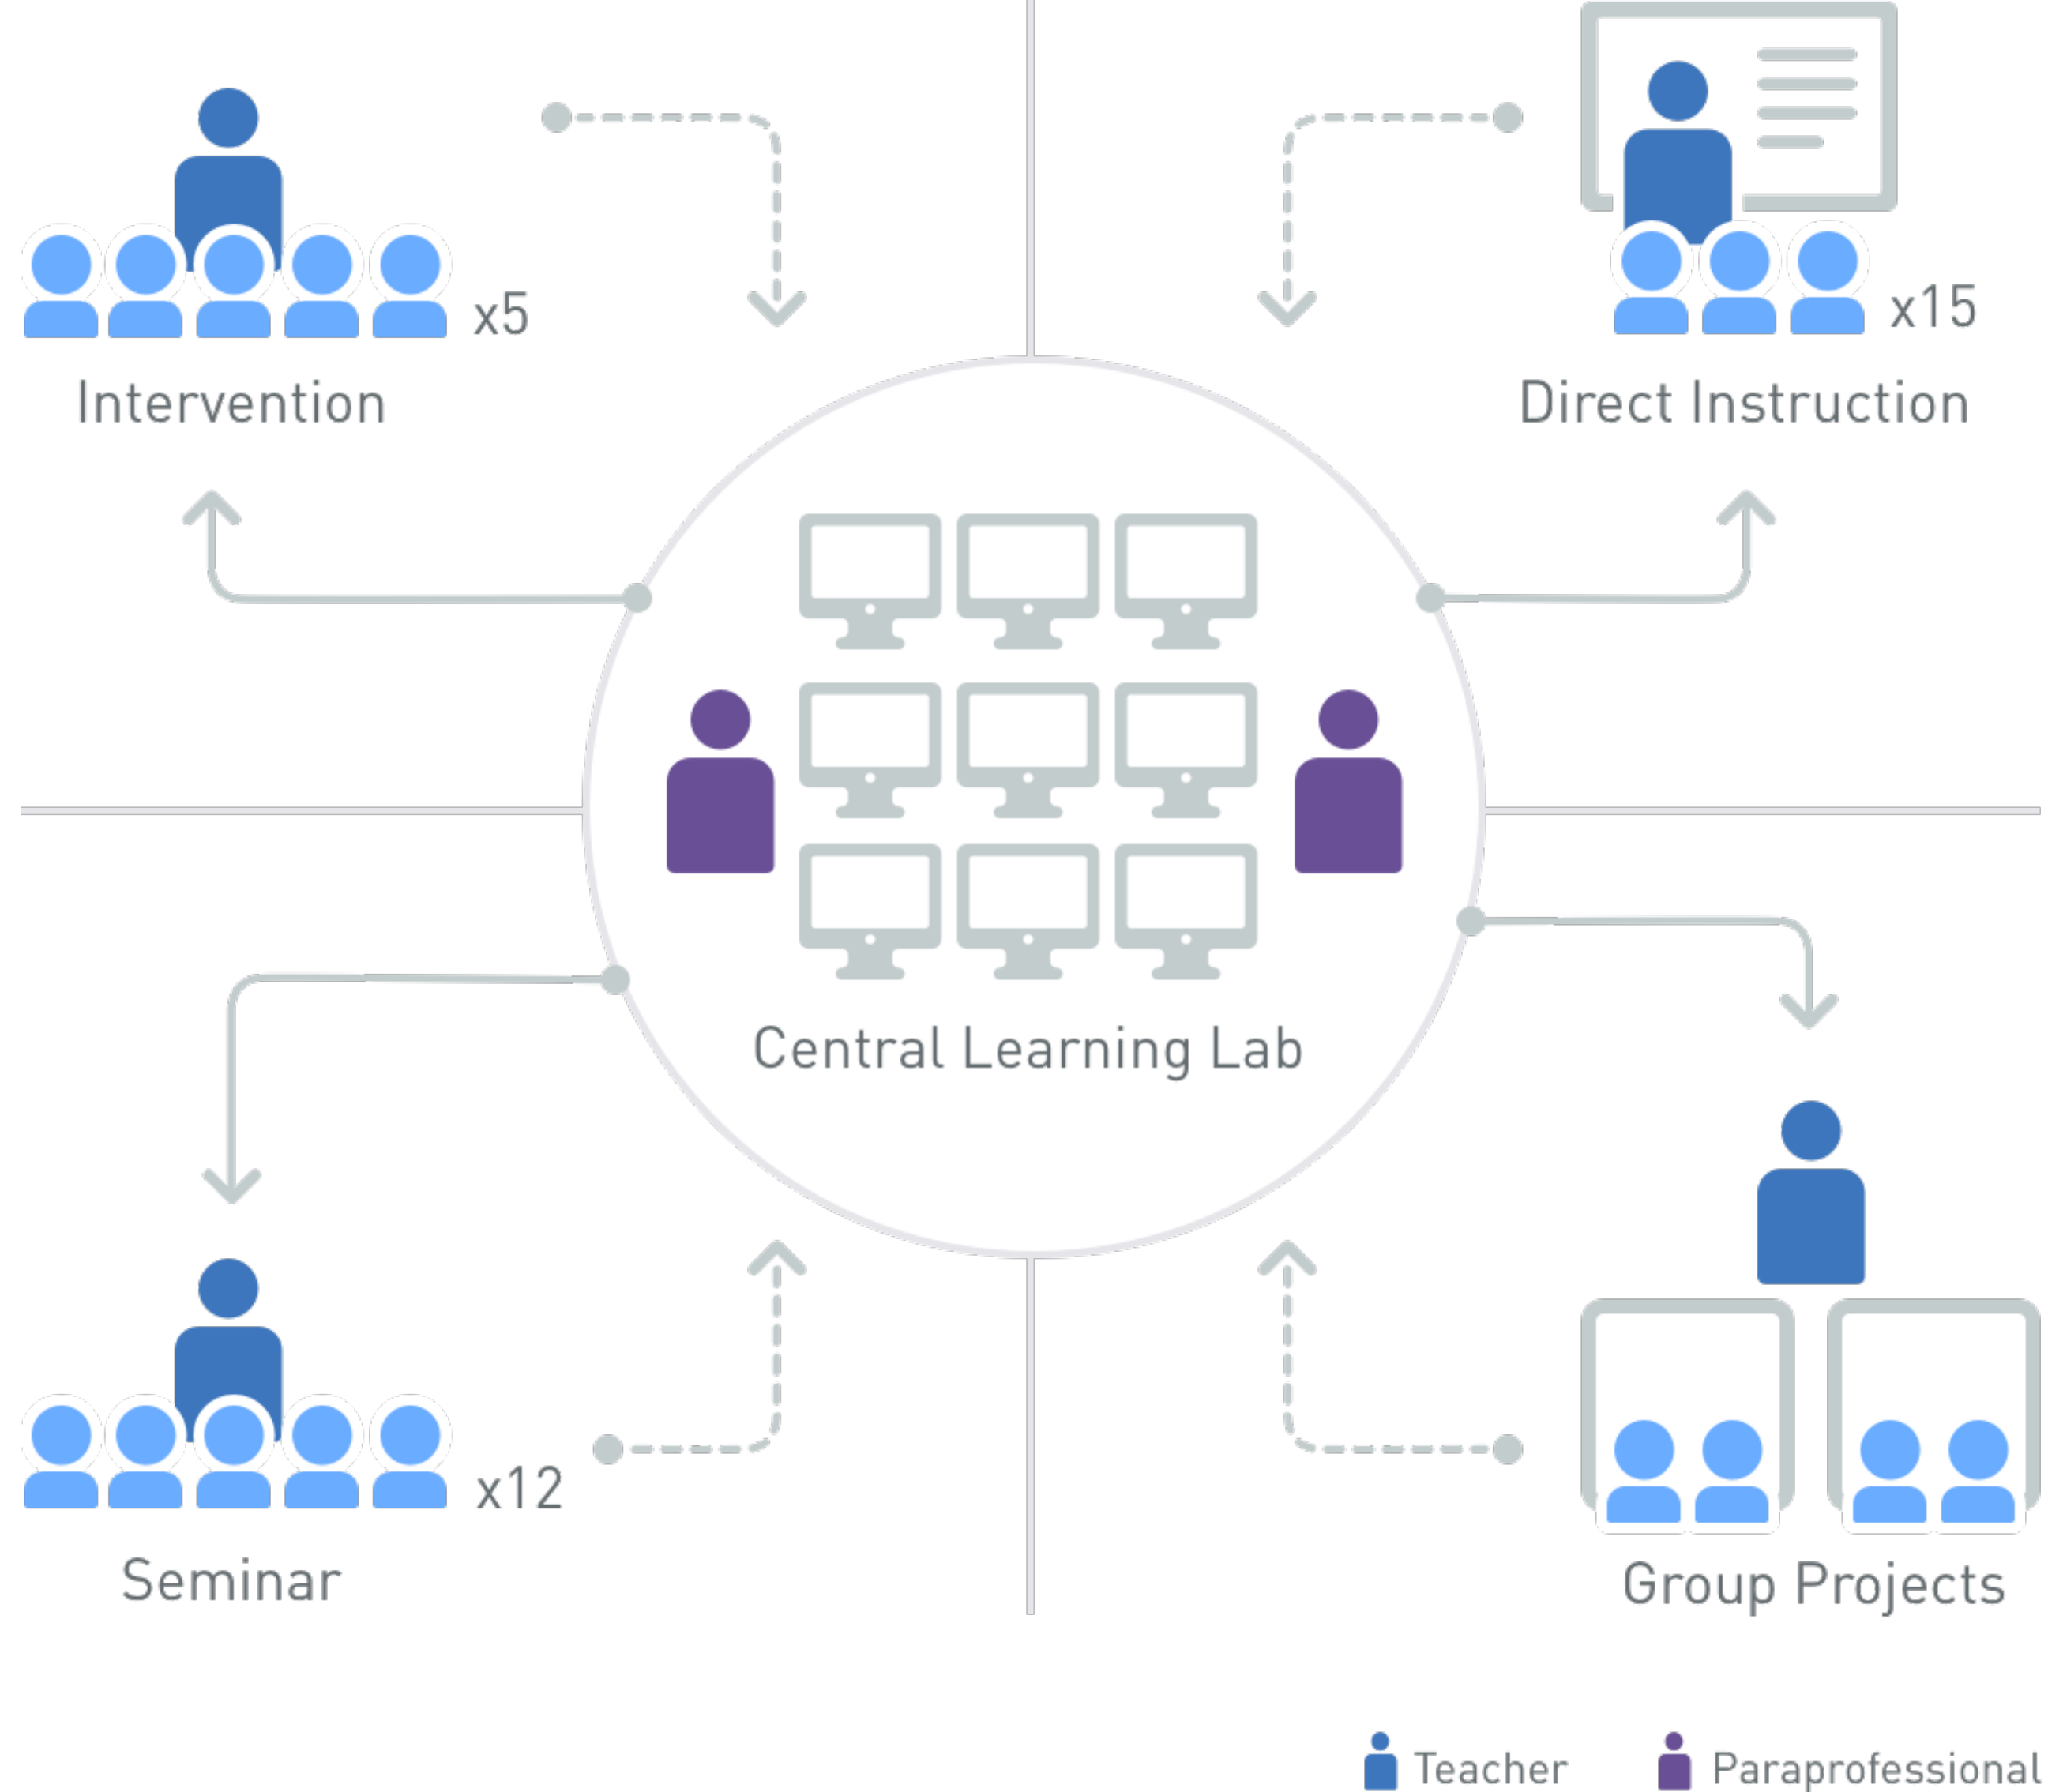 x5
Intervention
x15
Direct Instruction
Central Learning Lab
x12
Seminar
Group Projects
Teacher
Paraprofessional